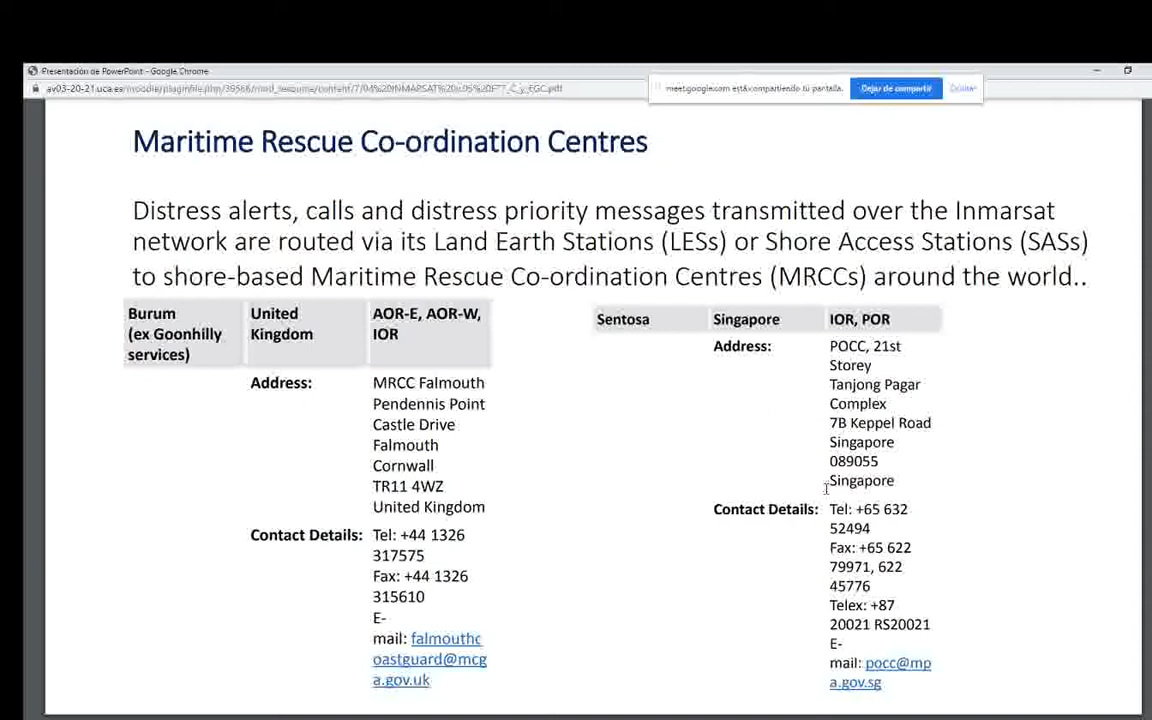 Presentación de PowerPoint - Google Chrome
meet.google.com está compartiendo tu pantalla.
Dejar de compartir
Ocultar
Maritime Rescue Co-ordination Centres
Distress alerts, calls and distress priority messages transmitted over the Inmarsat
network are routed via its Land Earth Stations (LESs) or Shore Access Stations (SASs)
to shore-based Maritime Rescue Co-ordination Centres (MRCCs) around the world..
Burum
(ex Goonhilly
services)
United
Kingdom
AOR-E, AOR-W,
IOR
Address:
MRCC Falmouth
Pendennis Point
Castle Drive
Falmouth
Cornwall
TR11 4WZ
United Kingdom
Contact Details:
Tel: +44 1326
317575
Fax: +44 1326
315610
E-
mail: falmouthc
oastguard@mcg
a.gov.uk
Sentosa
Singapore
IOR, POR
Address:
POCC, 21st
Storey
Tanjong Pagar
Complex
7B Keppel Road
Singapore
089055
Singapore
Contact Details:
Tel: +65 632
52494
Fax: +65 622
79971, 622
45776
Telex: +87
20021 RS20021
E-
mail: pocc@mp
a.gov.sg